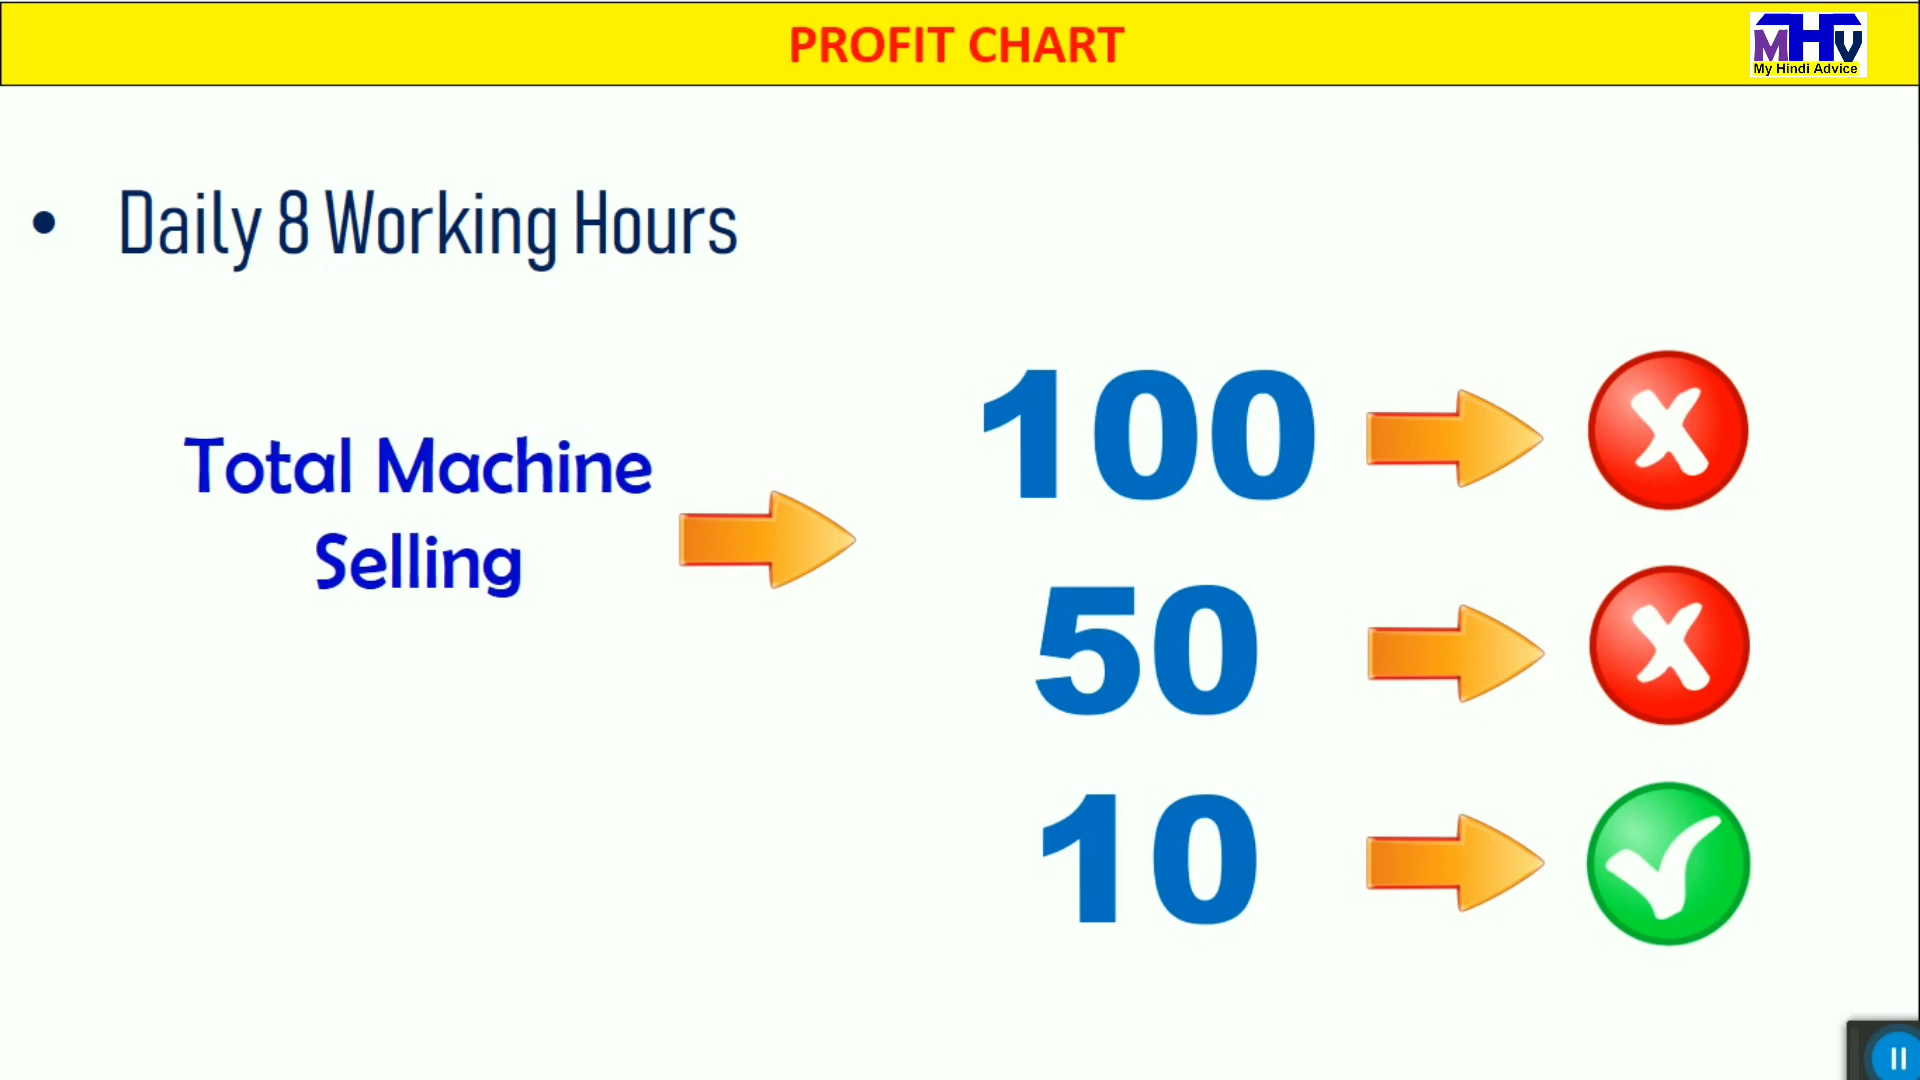 PROFIT CHART
MHV
My Hindi Advice
• Daily 8 Working Hours
Total Machine
Selling
100
50
10